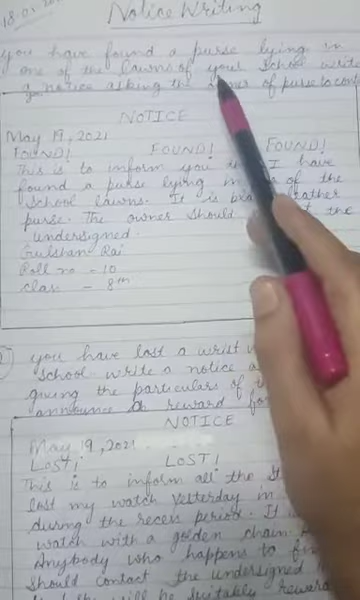 18.01.20
Notice Writing
you have found a purse lying in
one of the lawns of your School write
a notice asking the of purse to
NOTICE
May 19, 2021
FOUND! FOUND! FOUND!
This is to inform you I have
found a purse lying in of the
School lawns. It is
purse. The owner should the
undersigned.
Gulshan Rai
Roll no - 10
class - 8th
you have lost a wrist
School. write a notice
giving the particulars of
announce a reward for
NOTICE
May 19, 2021
LOST! LOST!
This is to inform all the
lost my watch yesterday in
during the recess period. It
watch with a golden chain.
Anybody who happens to
should contact the undersigned
will be suitably